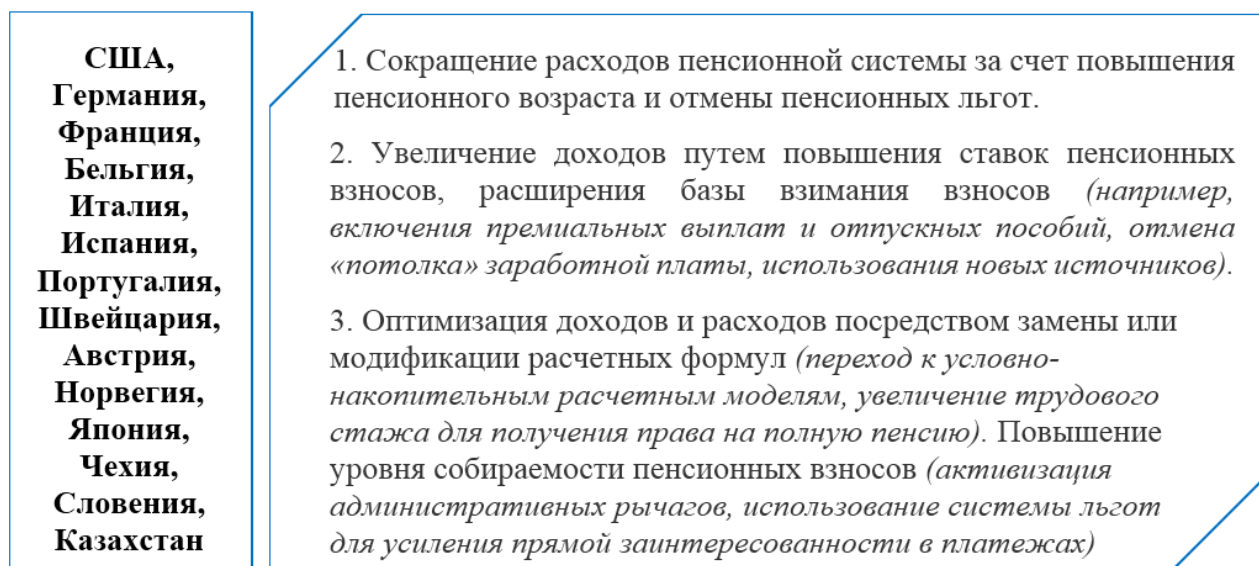 США,
Германия,
Франция,
Бельгия,
Италия,
Испания,
Португалия,
Швейцария,
Австрия,
Норвегия,
Япония,
Чехия,
Словения,
Казахстан
1. Сокращение расходов пенсионной системы за счет повышения
пенсионного возраста и отмены пенсионных льгот.
2. Увеличение доходов путем повышения ставок пенсионных
взносов, расширения базы взимания взносов (например,
включения премиальных выплат и отпускных пособий, отмена
«потолка» заработной платы, использования новых источников).
3. Оптимизация доходов и расходов посредством замены или
модификации расчетных формул (переход к условно-
накопительным расчетным моделям, увеличение трудового
стажа для получения права на полную пенсию). Повышение
уровня собираемости пенсионных взносов (активизация
административных рычагов, использование системы льгот
для усиления прямой заинтересованности в платежах)